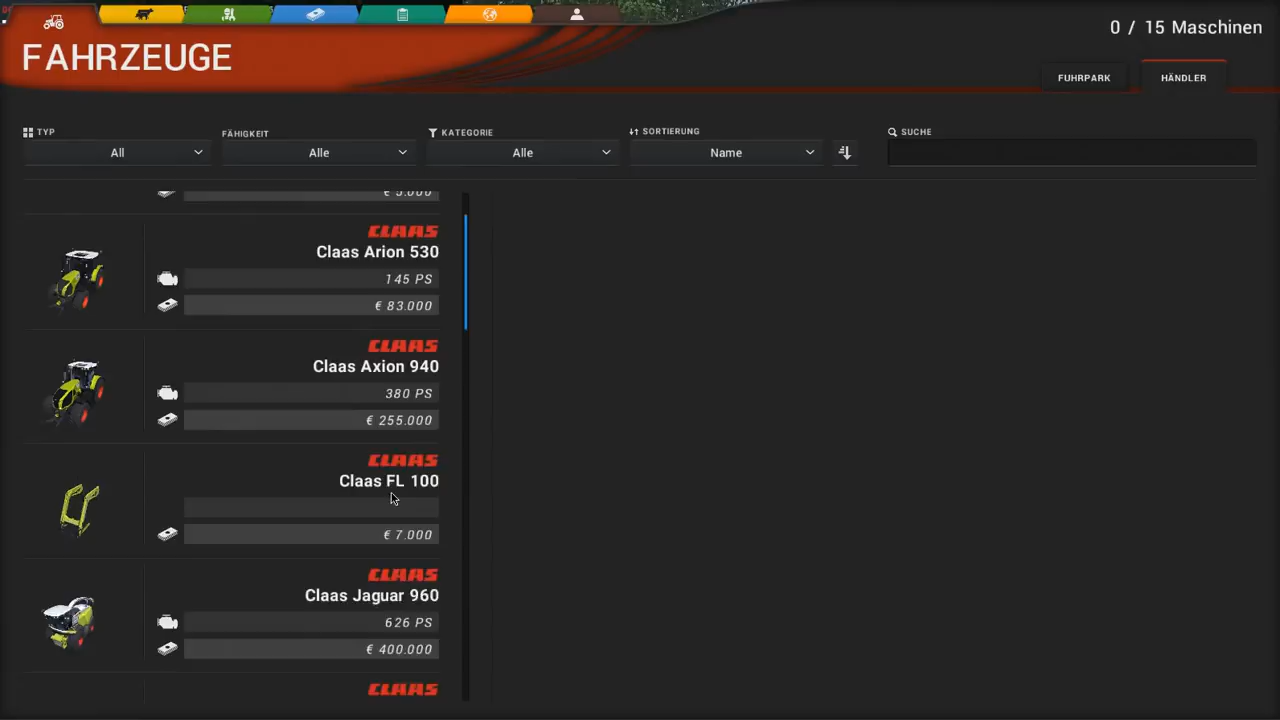 0 / 15 Maschinen
FAHRZEUGE
FUHRPARK
HÄNDLER
TYP
FÄHIGKEIT
KATEGORIE
SORTIERUNG
SUCHE
All
Alle
Alle
Name
€ 5.000
CLAAS
Claas Arion 530
145 PS
€ 83.000
CLAAS
Claas Axion 940
380 PS
€ 255.000
CLAAS
Claas FL 100
€ 7.000
CLAAS
Claas Jaguar 960
626 PS
€ 400.000
CLAAS